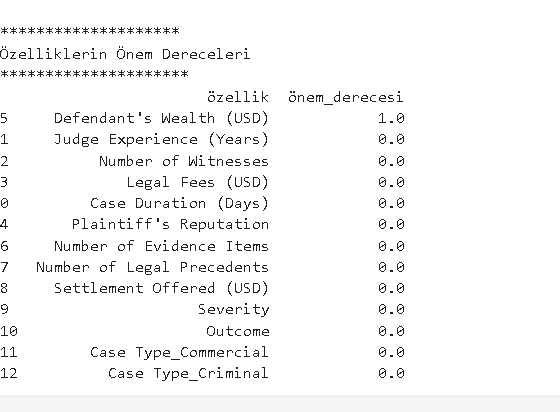 ********************
Özelliklerin Önem Dereceleri
*********************
özellik önem_derecesi
5 Defendant's Wealth (USD) 1.0
1 Judge Experience (Years) 0.0
2 Number of Witnesses 0.0
3 Legal Fees (USD) 0.0
0 Case Duration (Days) 0.0
4 Plaintiff's Reputation 0.0
6 Number of Evidence Items 0.0
7 Number of Legal Precedents 0.0
8 Settlement Offered (USD) 0.0
9 Severity 0.0
10 Outcome 0.0
11 Case Type_Commercial 0.0
12 Case Type_Criminal 0.0